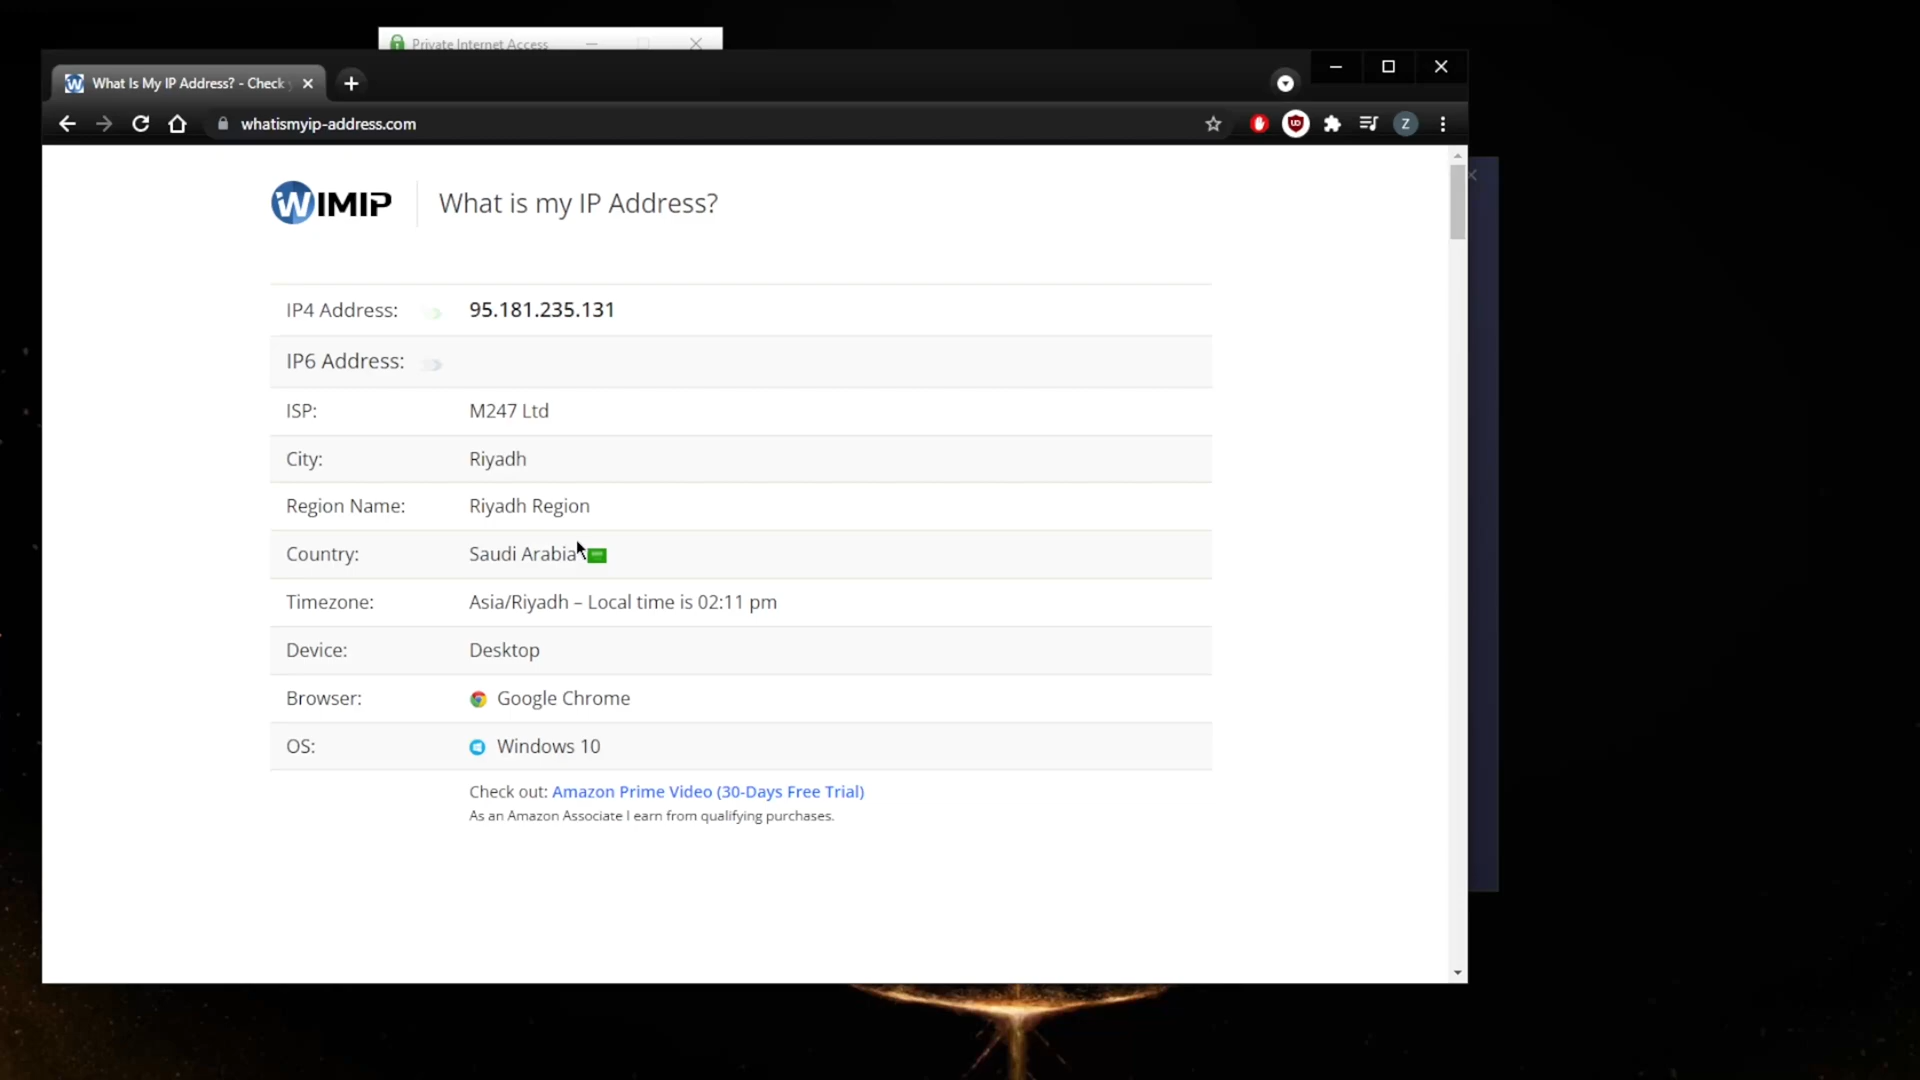 Private Internet Access
What Is My IP Address? - Check
whatismyip-address.com
Z
WIMIP
What is my IP Address?
IP4 Address: 95.181.235.131
IP6 Address:
ISP: M247 Ltd
City: Riyadh
Region Name: Riyadh Region
Country: Saudi Arabia
Timezone: Asia/Riyadh – Local time is 02:11 pm
Device: Desktop
Browser: Google Chrome
OS: Windows 10
Check out: Amazon Prime Video (30-Days Free Trial)
As an Amazon Associate I earn from qualifying purchases.